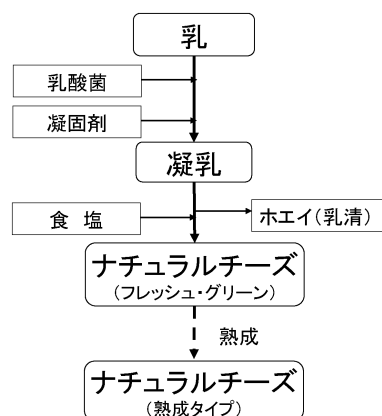 乳
乳酸菌
凝固剤
凝乳
食 塩
ホエイ(乳清)
ナチュラルチーズ
(フレッシュ・グリーン)
熟成
ナチュラルチーズ
(熟成タイプ)